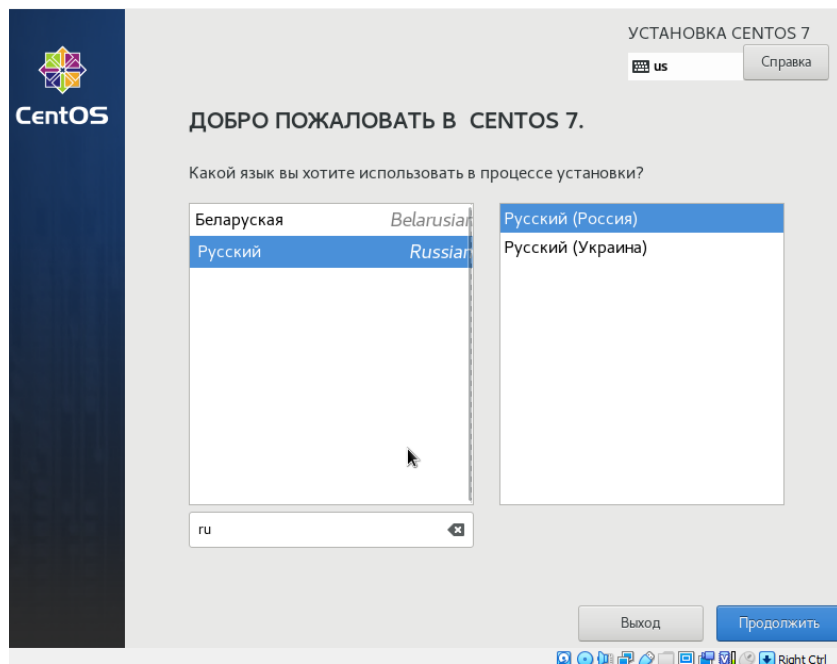 УСТАНОВКА CENTOS 7
us
Справка
CentOS
ДОБРО ПОЖАЛОВАТЬ В CENTOS 7.
Какой язык вы хотите использовать в процессе установки?
Беларуская Belarusian
Русский Russian
Русский (Россия)
Русский (Украина)
ru
Выход
Продолжить
Right Ctrl